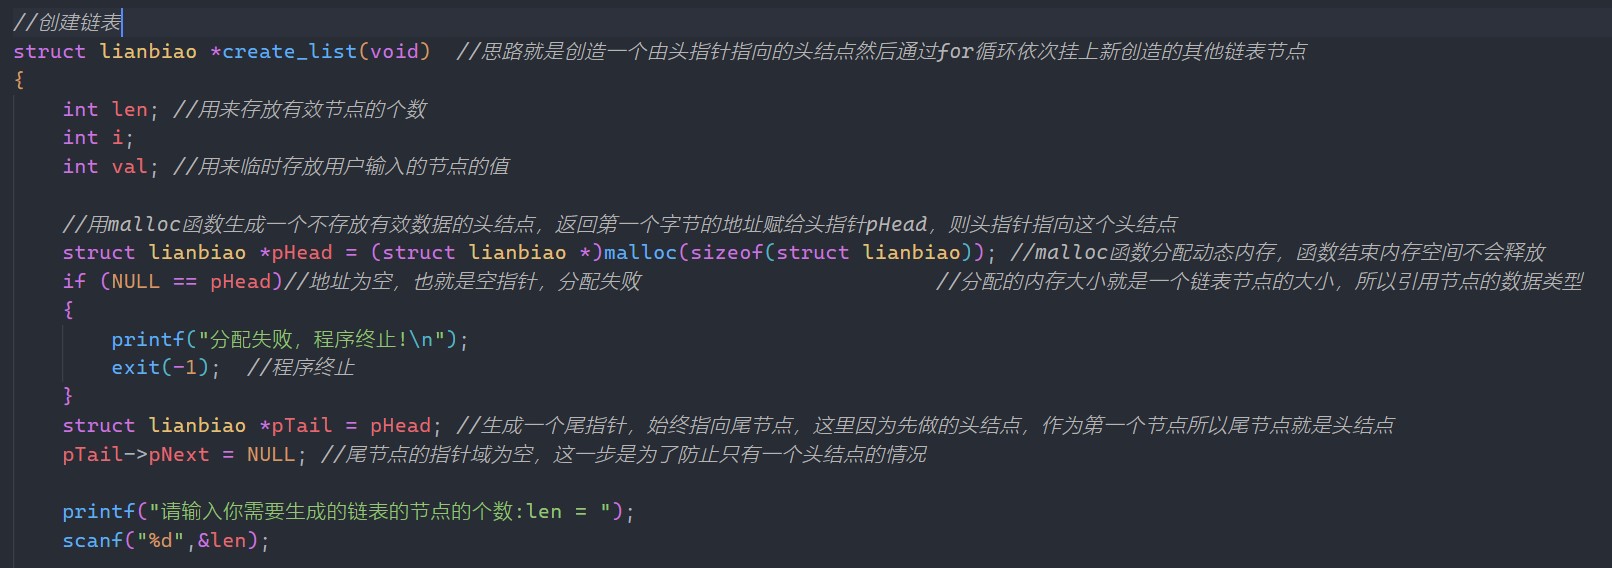 //创建链表
struct lianbiao *create_list(void)  //思路就是创造一个由头指针指向的头结点然后通过for循环依次挂上新创造的其他链表节点
{
    int len; //用来存放有效节点的个数
    int i;
    int val; //用来临时存放用户输入的节点的值
    //用malloc函数生成一个不存放有效数据的头结点，返回第一个字节的地址赋给头指针pHead，则头指针指向这个头结点
    struct lianbiao *pHead = (struct lianbiao *)malloc(sizeof(struct lianbiao)); //malloc函数分配动态内存，函数结束内存空间不会释放
    if (NULL == pHead)//地址为空，也就是空指针，分配失败                        //分配的内存大小就是一个链表节点的大小，所以引用节点的数据类型
    {
        printf("分配失败，程序终止!\n");
        exit(-1);  //程序终止
    }
    struct lianbiao *pTail = pHead; //生成一个尾指针，始终指向尾节点，这里因为先做的头结点，作为第一个节点所以尾节点就是头结点
    pTail->pNext = NULL; //尾节点的指针域为空，这一步是为了防止只有一个头结点的情况
    printf("请输入你需要生成的链表的节点的个数:len = ");
    scanf("%d",&len);